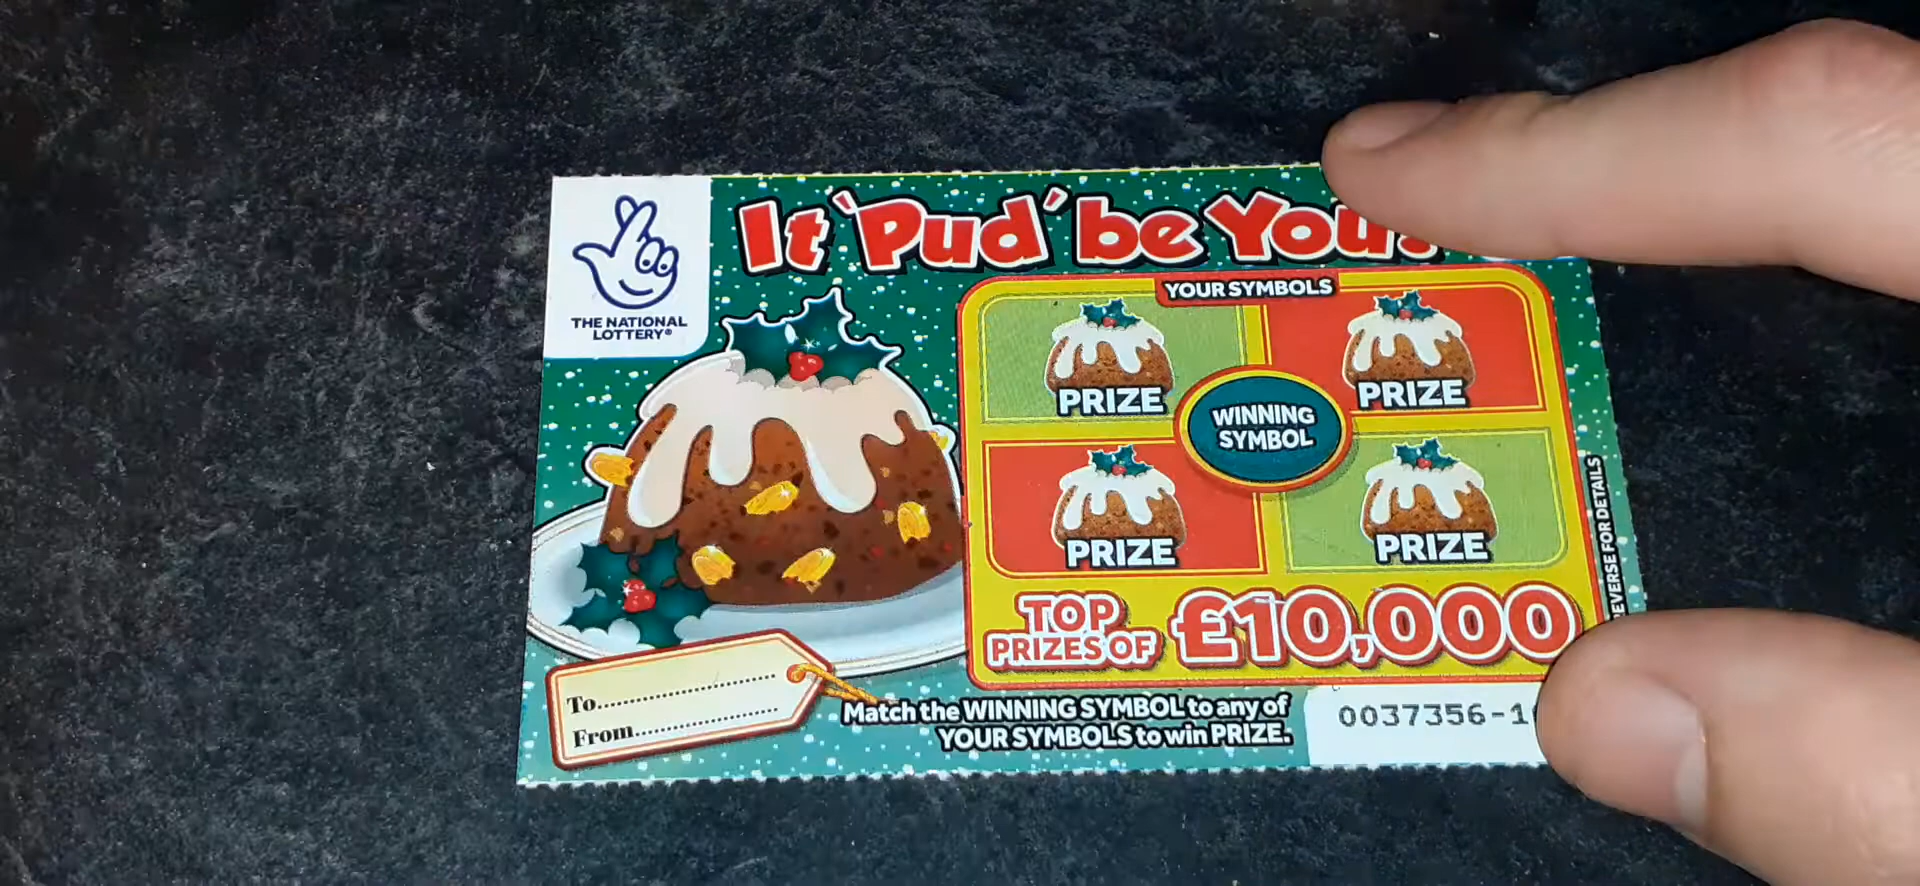 It 'Pud' be You!
THE NATIONAL
LOTTERY®
YOUR SYMBOLS
PRIZE
PRIZE
WINNING
SYMBOL
PRIZE
PRIZE
TOP
PRIZES OF
£10,000
To
From
Match the WINNING SYMBOL to any of
YOUR SYMBOLS to win PRIZE.
0037356-1
FOR DETAILS